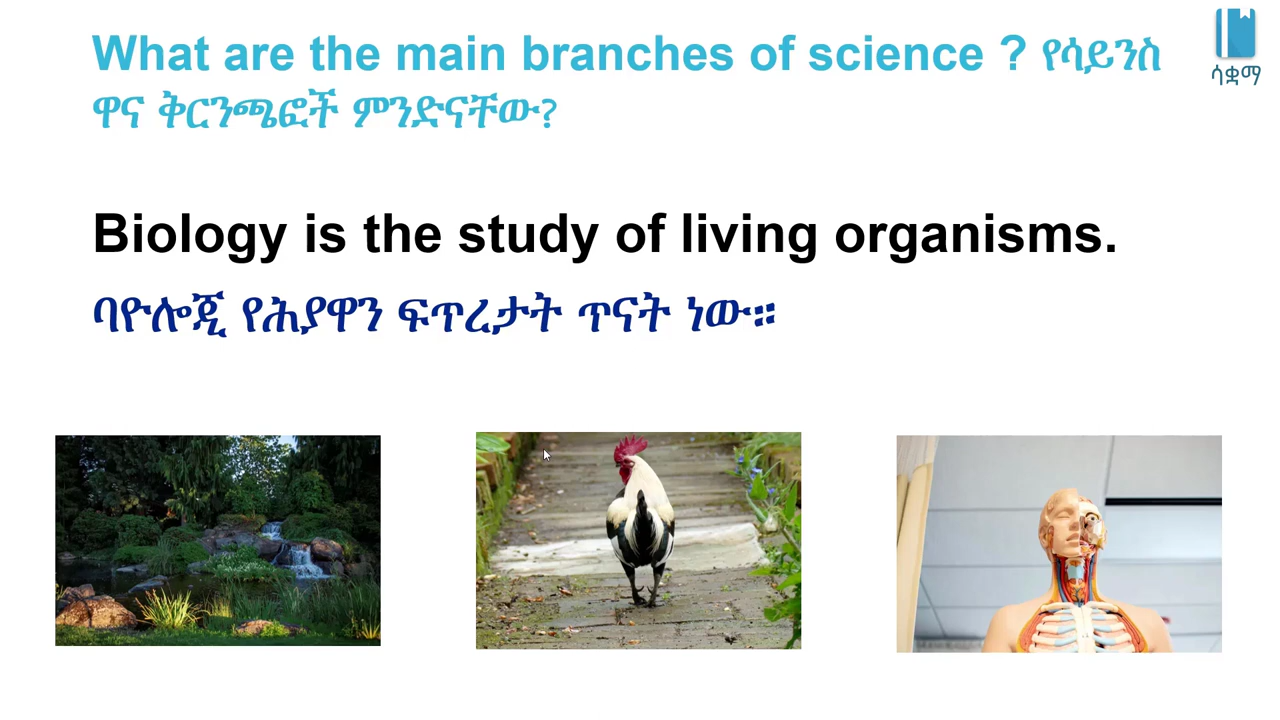 What are the main branches of science ? የሳይንስ
ዋና ቅርንጫፎች ምንድናቸው?
ሳቋማ
Biology is the study of living organisms.
ባዮሎጂ የሕያዋን ፍጥረታት ጥናት ነው።